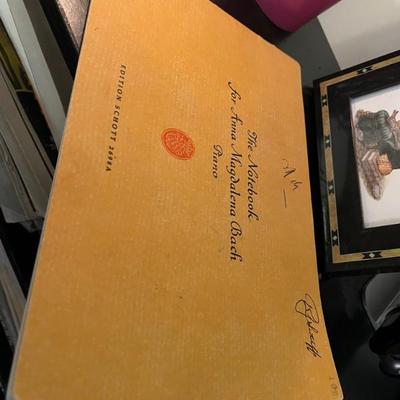 The Notebook
for Anna Magdalena Bach
Piano
EDITION SCHOTT 2698A